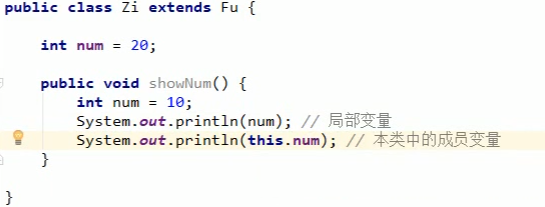 public class Zi extends Fu {
int num = 20;
public void showNum() {
int num = 10;
System.out.println(num); // 局部变量
System.out.println(this.num); // 本类中的成员变量
}
}